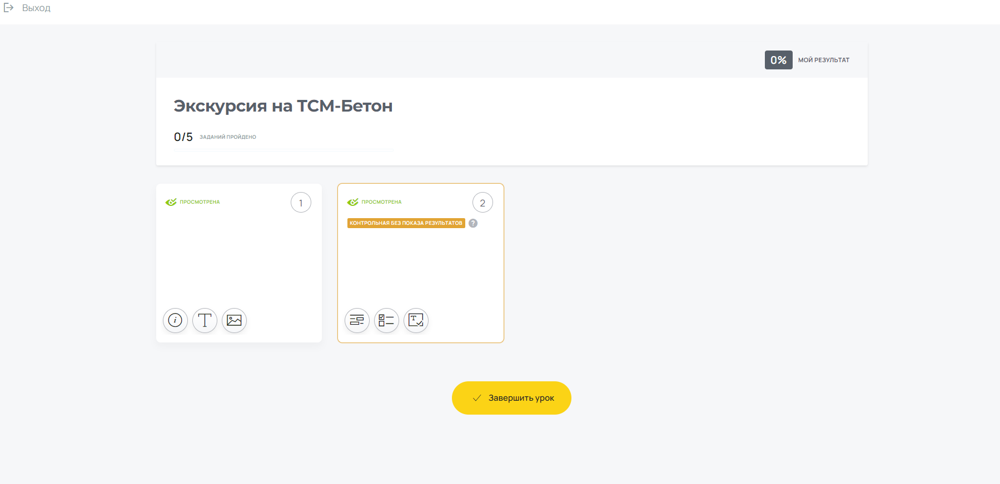 Выход
0% МОЙ РЕЗУЛЬТАТ
Экскурсия на ТСМ-Бетон
0/5 ЗАДАНИЙ ПРОЙДЕНО
ПРОСМОТРЕНА
1
ПРОСМОТРЕНА
2
КОНТРОЛЬНАЯ БЕЗ ПОКАЗА РЕЗУЛЬТАТОВ ?
i T
T
Завершить урок